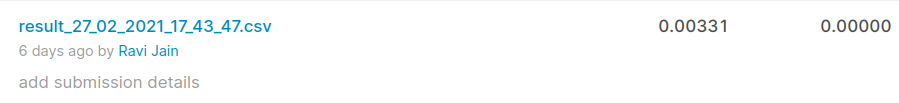 result_27_02_2021_17_43_47.csv 0.00331 0.00000
6 days ago by Ravi Jain
add submission details